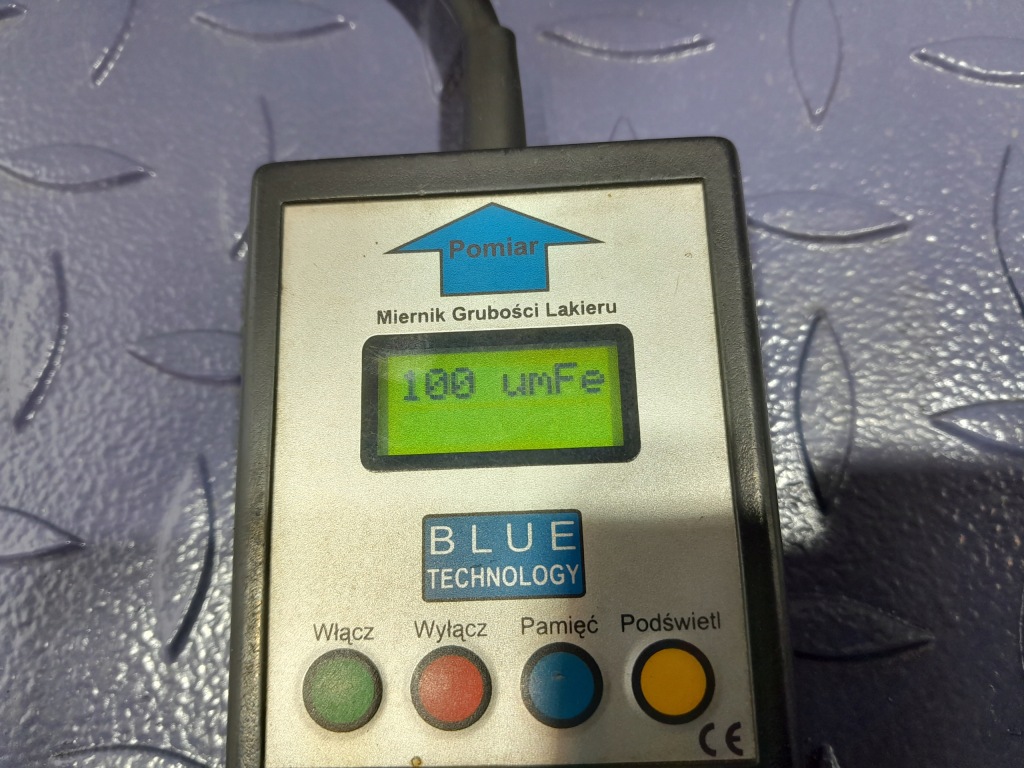 Pomiar
Miernik Grubości Lakieru
100 umFe
BLUE
TECHNOLOGY
Włącz Wyłącz Pamięć Podświetl
CE